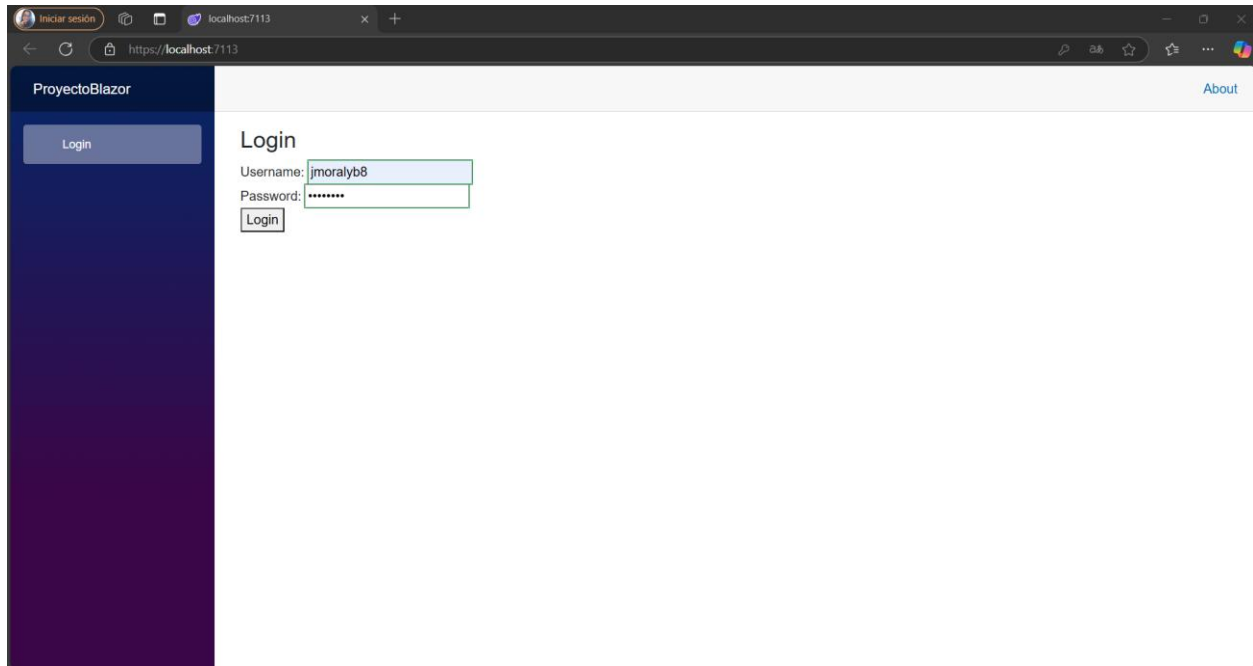 Iniciar sesión
localhost:7113
https://localhost:7113
ProyectoBlazor
About
Login
Login
Username: jmoralyb8
Password: ••••••••
Login